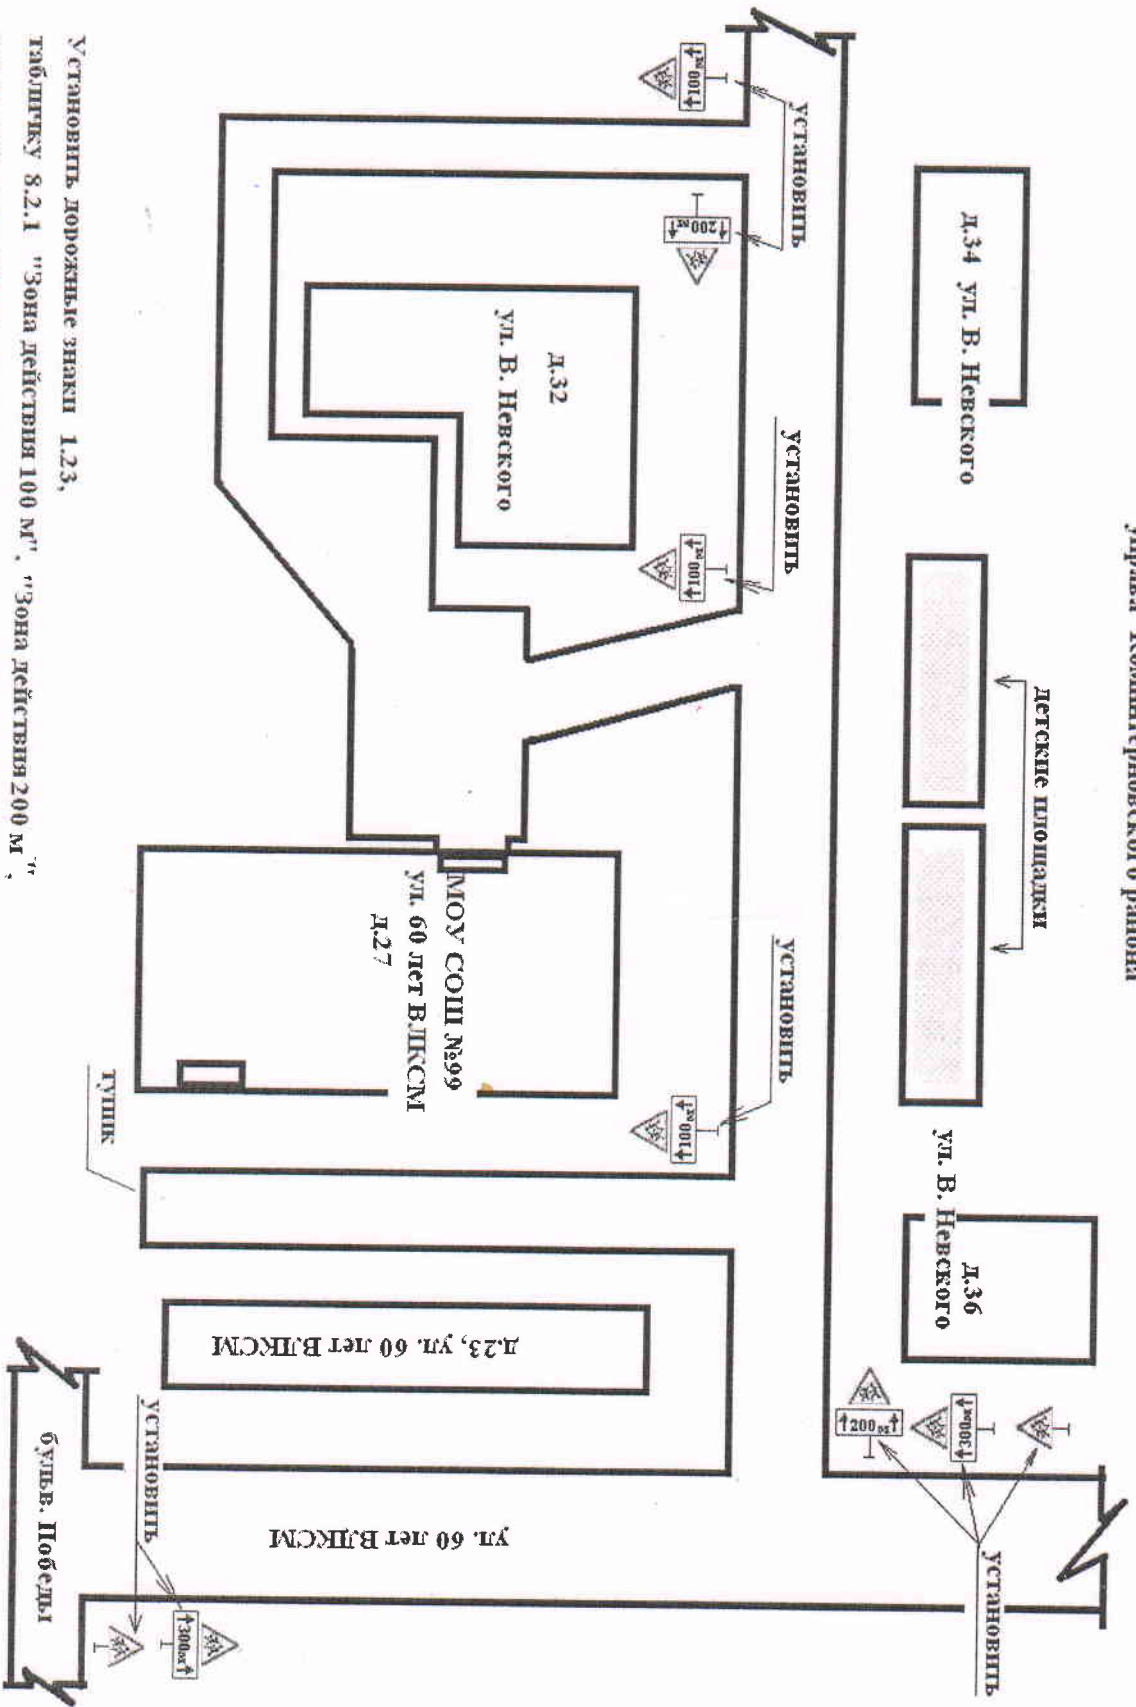 управа Коминтерновского района
д.34 ул. В. Невского
детские площадки
д.36
ул. В. Невского
установить
установить
установить
установить
100 м
200 м
100 м
100 м
200 м
300 м
д.32
ул. В. Невского
МОУ СОШ №99
ул. 60 лет ВЛКСМ
д.27
тупик
д.23, ул. 60 лет ВЛКСМ
ул. 60 лет ВЛКСМ
установить
300 м
бульв. Победы
Установить дорожные знаки 1.23,
табличку 8.2.1 "Зона действия 100 м", "Зона действия 200 м",